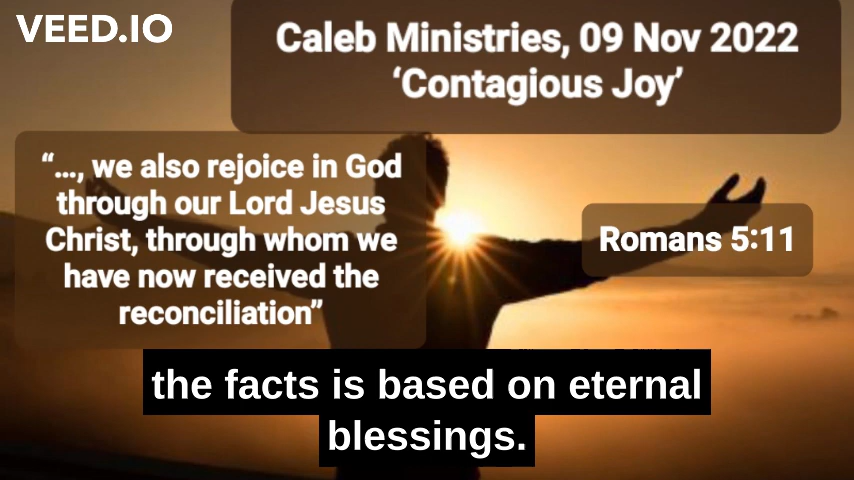 VEED.IO
Caleb Ministries, 09 Nov 2022
‘Contagious Joy’
“..., we also rejoice in God
through our Lord Jesus
Christ, through whom we
have now received the
reconciliation”
Romans 5:11
the facts is based on eternal
blessings.